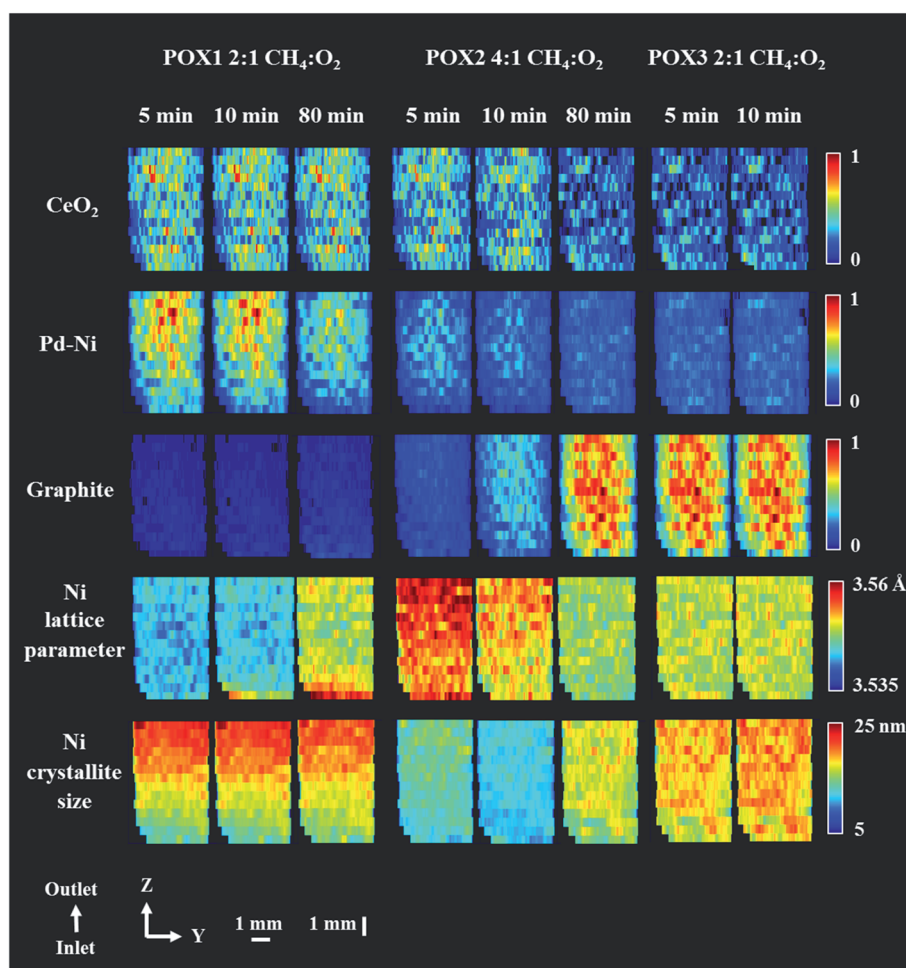 POX1 2:1 CH₄:O₂ POX2 4:1 CH₄:O₂ POX3 2:1 CH₄:O₂
5 min 10 min 80 min 5 min 10 min 80 min 5 min 10 min
1
CeO₂
0
1
Pd-Ni
0
1
Graphite
0
3.56 Å
Ni
lattice
parameter
3.535
25 nm
Ni
crystallite
size
5
Outlet Z
1 mm 1 mm
Y
Inlet